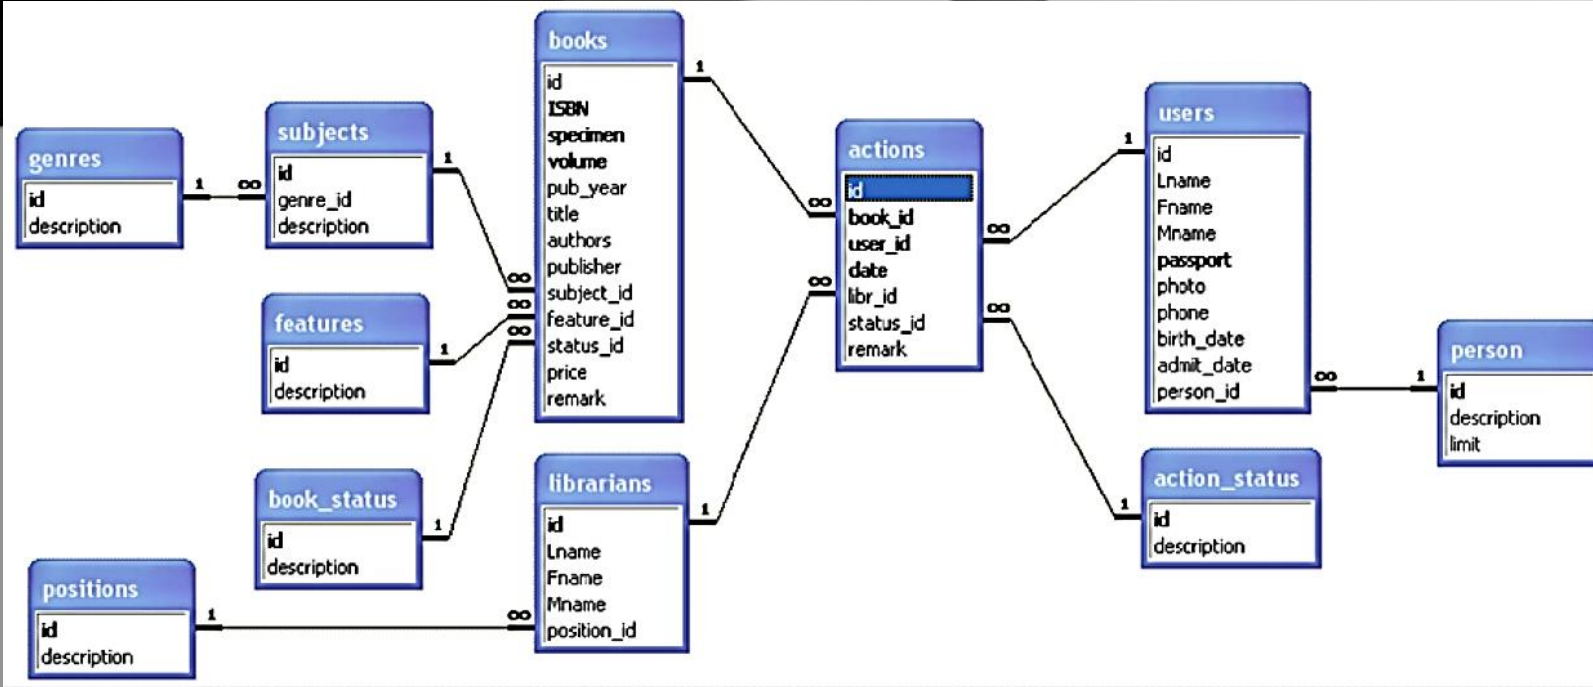 genres
id
description
subjects
id
genre_id
description
features
id
description
book_status
id
description
positions
id
description
books
id
ISBN
specimen
volume
pub_year
title
authors
publisher
subject_id
feature_id
status_id
price
remark
librarians
id
Lname
Fname
Mname
position_id
actions
id
book_id
user_id
date
libr_id
status_id
remark
users
id
Lname
Fname
Mname
passport
photo
phone
birth_date
admit_date
person_id
action_status
id
description
person
id
description
limit
1 ∞
1 ∞
1 ∞
1 ∞
1 ∞
1 ∞
1 ∞
1 ∞
1 ∞
1 ∞